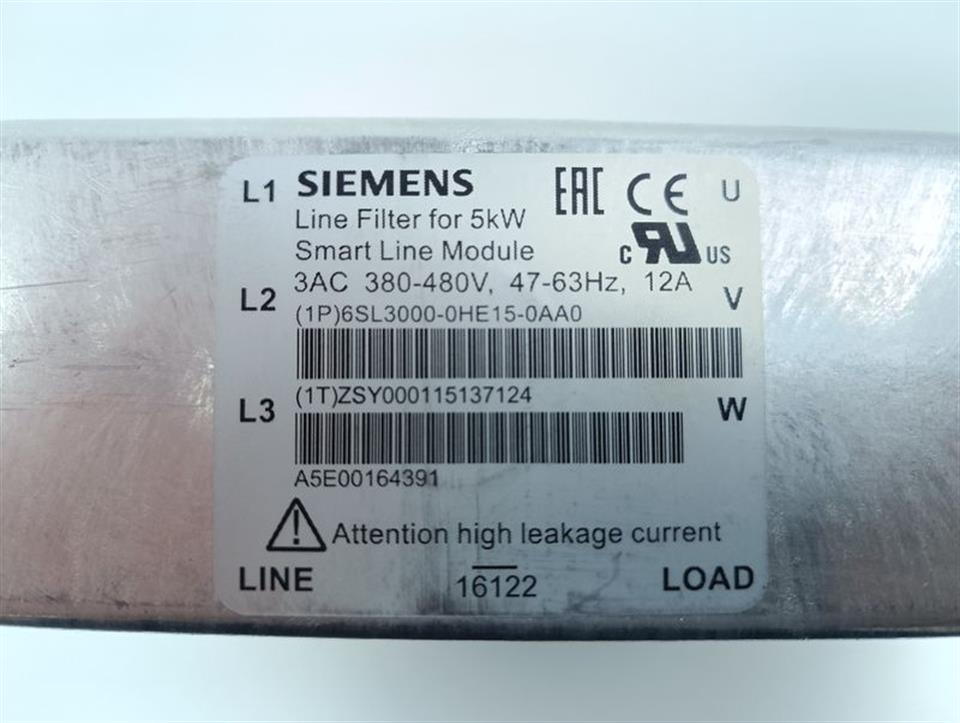 L1 SIEMENS EAC CE U
Line Filter for 5kW
Smart Line Module c RU US
3AC 380-480V, 47-63Hz, 12A
L2 V
(1P)6SL3000-0HE15-0AA0
(1T)ZSY000115137124
L3 W
A5E00164391
Attention high leakage current
LINE 16122 LOAD